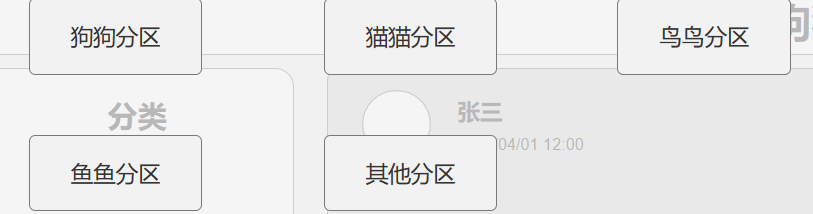 狗狗分区
猫猫分区
鸟鸟分区
分类
张三
04/01 12:00
鱼鱼分区
其他分区